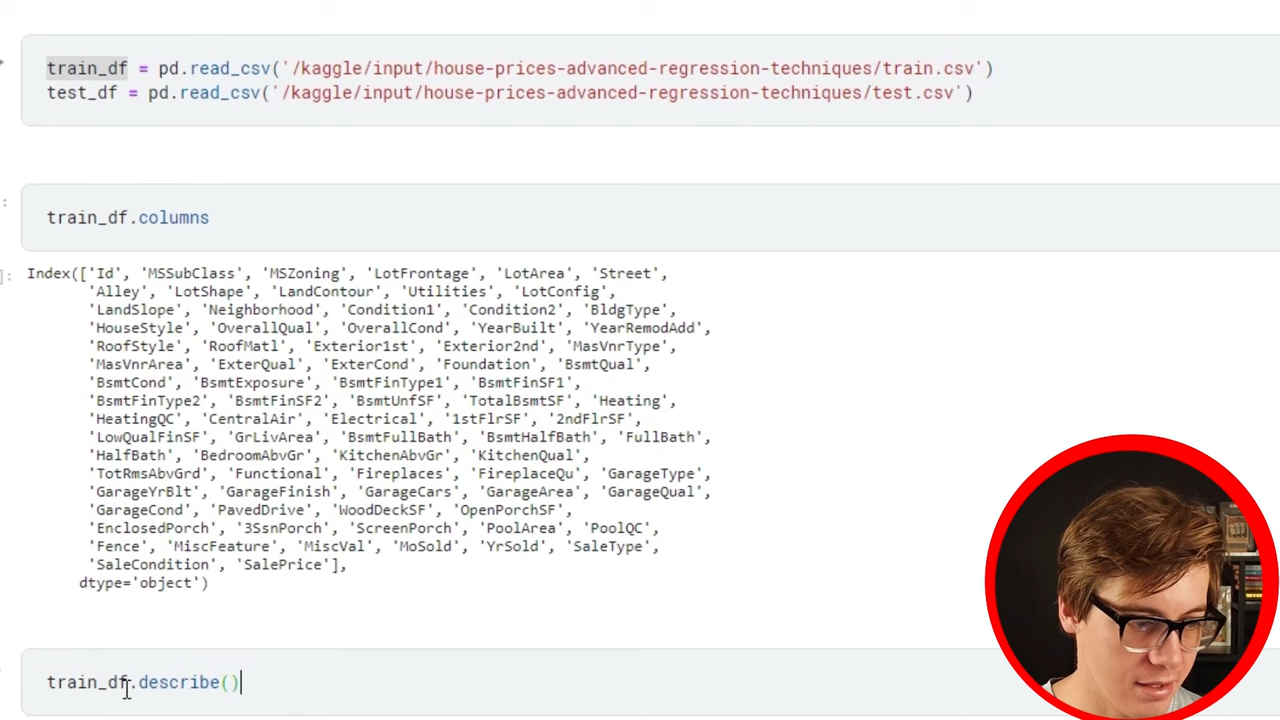 train_df = pd.read_csv('/kaggle/input/house-prices-advanced-regression-techniques/train.csv')
test_df = pd.read_csv('/kaggle/input/house-prices-advanced-regression-techniques/test.csv')
train_df.columns
Index(['Id', 'MSSubClass', 'MSZoning', 'LotFrontage', 'LotArea', 'Street',
'Alley', 'LotShape', 'LandContour', 'Utilities', 'LotConfig',
'LandSlope', 'Neighborhood', 'Condition1', 'Condition2', 'BldgType',
'HouseStyle', 'OverallQual', 'OverallCond', 'YearBuilt', 'YearRemodAdd',
'RoofStyle', 'RoofMatl', 'Exterior1st', 'Exterior2nd', 'MasVnrType',
'MasVnrArea', 'ExterQual', 'ExterCond', 'Foundation', 'BsmtQual',
'BsmtCond', 'BsmtExposure', 'BsmtFinType1', 'BsmtFinSF1',
'BsmtFinType2', 'BsmtFinSF2', 'BsmtUnfSF', 'TotalBsmtSF', 'Heating',
'HeatingQC', 'CentralAir', 'Electrical', '1stFlrSF', '2ndFlrSF',
'LowQualFinSF', 'GrLivArea', 'BsmtFullBath', 'BsmtHalfBath', 'FullBath',
'HalfBath', 'BedroomAbvGr', 'KitchenAbvGr', 'KitchenQual',
'TotRmsAbvGrd', 'Functional', 'Fireplaces', 'FireplaceQu', 'GarageType',
'GarageYrBlt', 'GarageFinish', 'GarageCars', 'GarageArea', 'GarageQual',
'GarageCond', 'PavedDrive', 'WoodDeckSF', 'OpenPorchSF',
'EnclosedPorch', '3SsnPorch', 'ScreenPorch', 'PoolArea', 'PoolQC',
'Fence', 'MiscFeature', 'MiscVal', 'MoSold', 'YrSold', 'SaleType',
'SaleCondition', 'SalePrice'],
dtype='object')
train_df.describe()